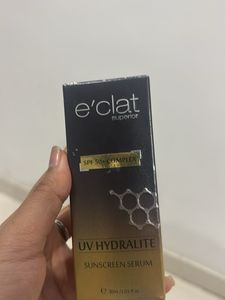 e'clat
superior
SPF 50+ COMPLEX
UV HYDRALITE
SUNSCREEN SERUM